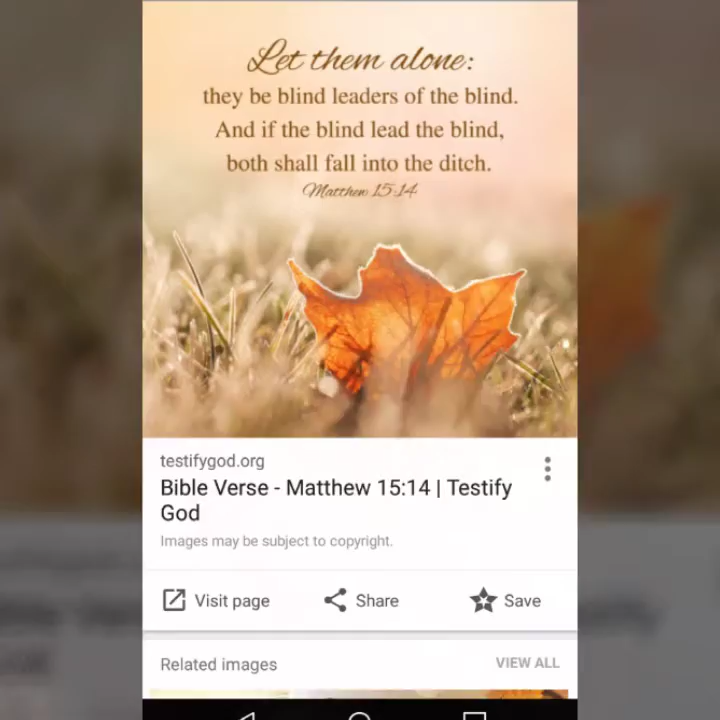 Let them alone:
they be blind leaders of the blind.
And if the blind lead the blind,
both shall fall into the ditch.
Matthew 15:14
testifygod.org
Bible Verse - Matthew 15:14 | Testify
God
Images may be subject to copyright.
Visit page
Share
Save
Related images
VIEW ALL